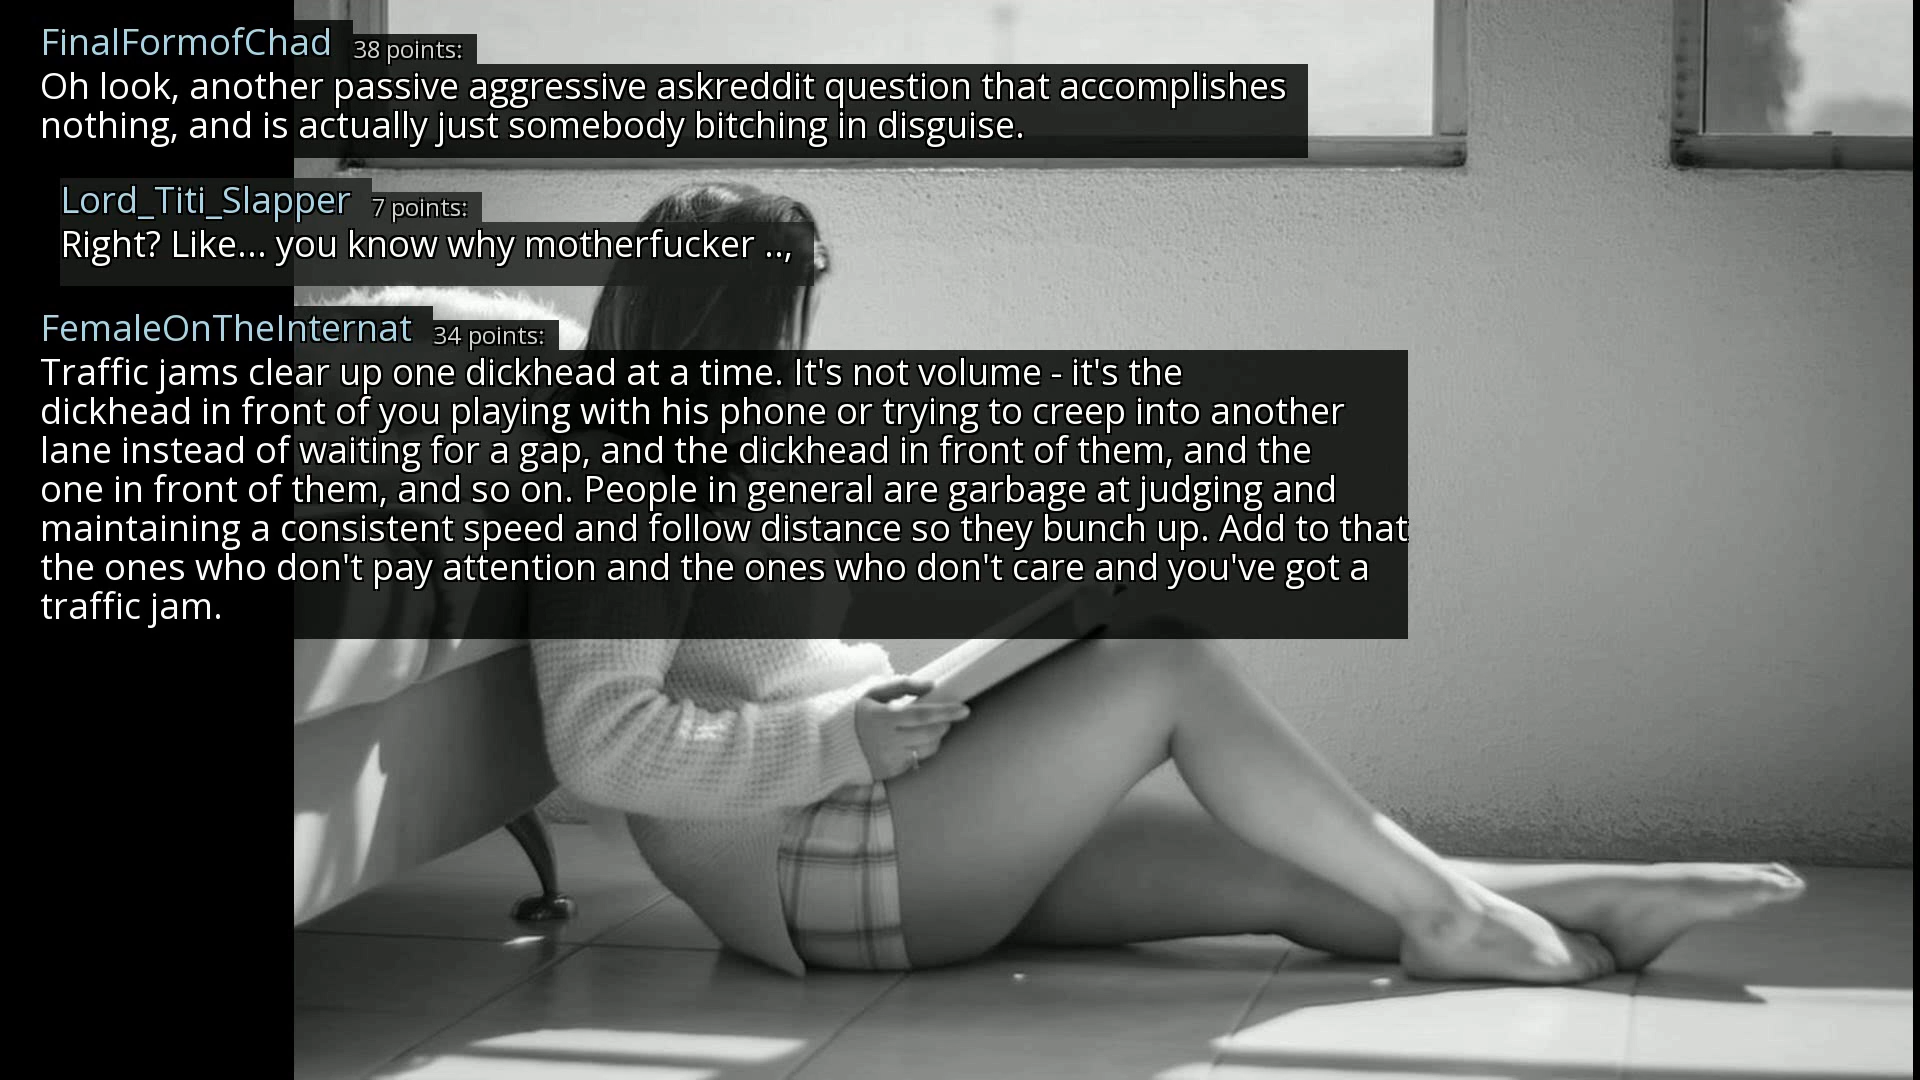 FinalFormofChad 38 points:
Oh look, another passive aggressive askreddit question that accomplishes
nothing, and is actually just somebody bitching in disguise.
Lord_Titi_Slapper 7 points:
Right? Like... you know why motherfucker ..,
FemaleOnTheInternat 34 points:
Traffic jams clear up one dickhead at a time. It's not volume - it's the
dickhead in front of you playing with his phone or trying to creep into another
lane instead of waiting for a gap, and the dickhead in front of them, and the
one in front of them, and so on. People in general are garbage at judging and
maintaining a consistent speed and follow distance so they bunch up. Add to that
the ones who don't pay attention and the ones who don't care and you've got a
traffic jam.